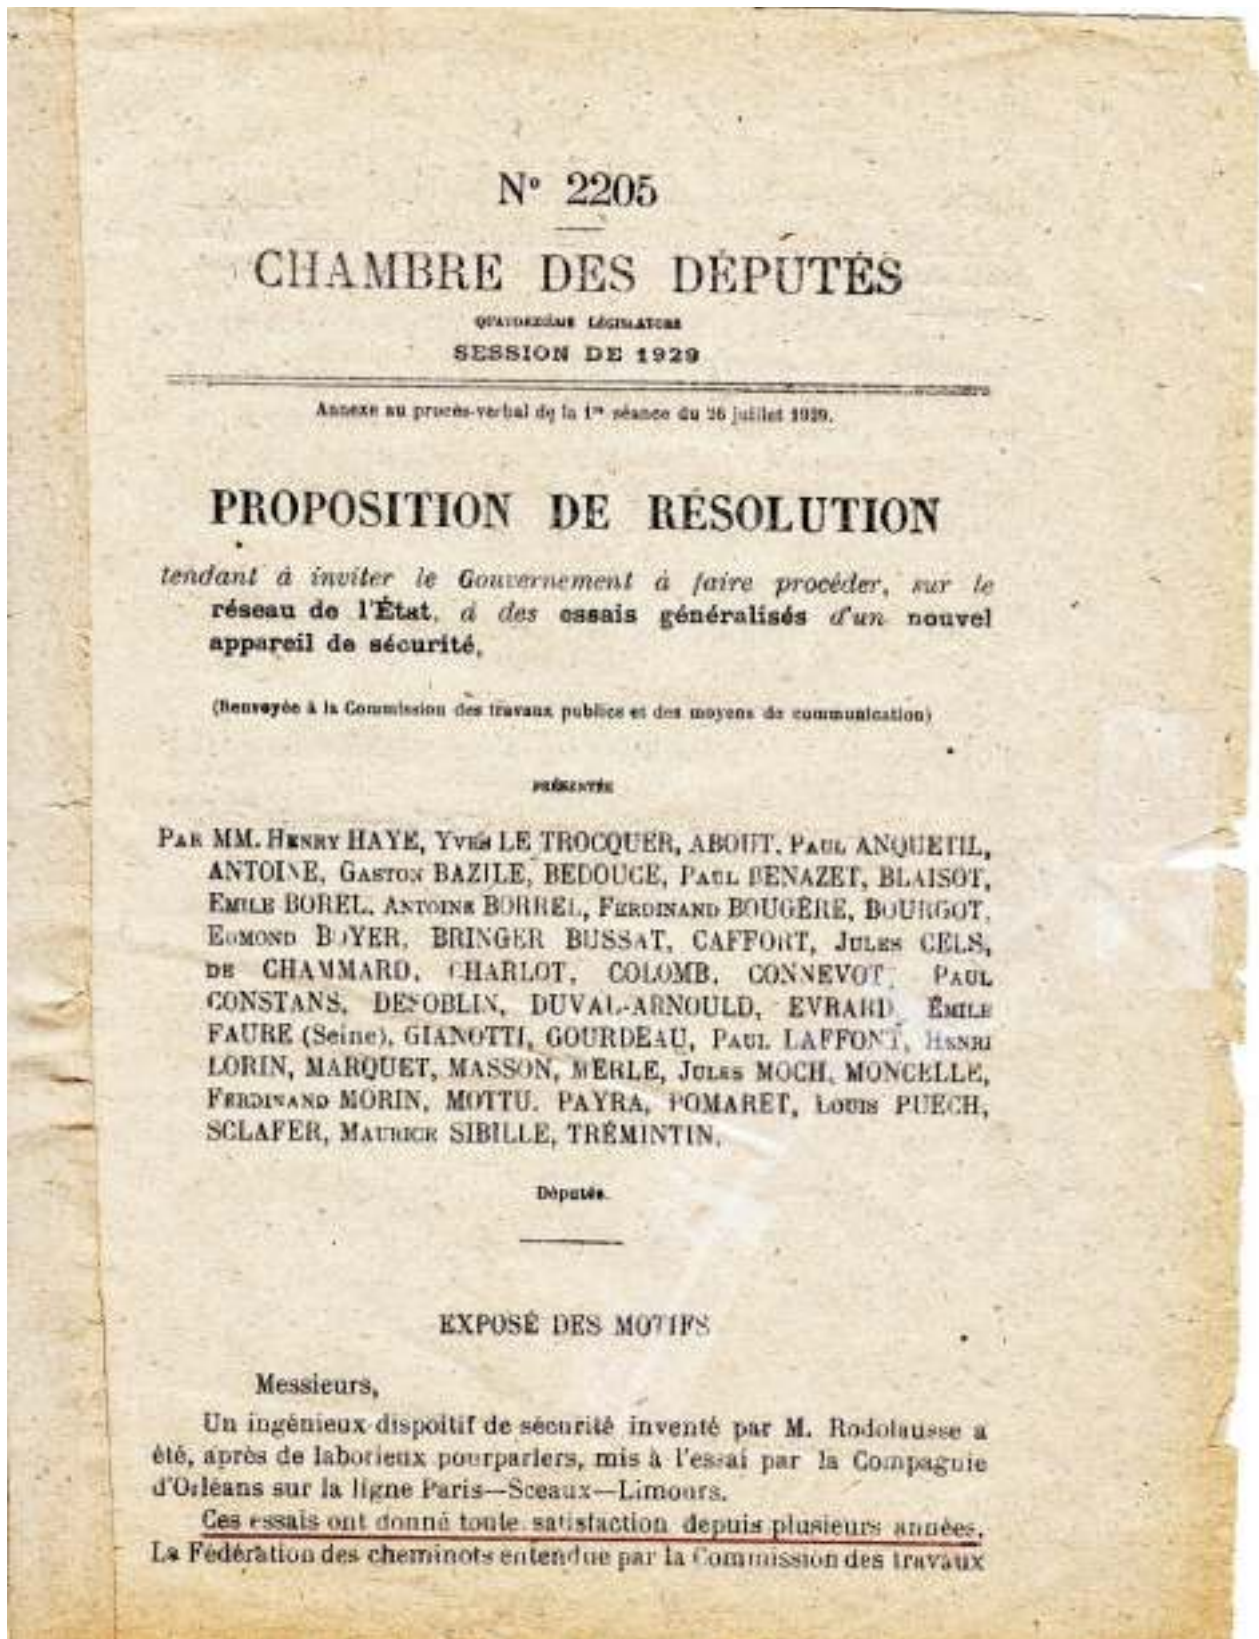 N° 2205
CHAMBRE DES DÉPUTÉS
QUATORZIÈME LÉGISLATURE
SESSION DE 1929
Annexe au procès-verbal de la 1re séance du 26 juillet 1929.
PROPOSITION DE RÉSOLUTION
tendant à inviter le Gouvernement à faire procéder, sur le
réseau de l'État, à des essais généralisés d'un nouvel
appareil de sécurité,
(Renvoyée à la Commission des travaux publics et des moyens de communication)
PRÉSENTÉE
PAR MM. HENRY HAYE, YVES LE TROCQUER, ABOUT, PAUL ANQUETIL,
ANTOINE, GASTON BAZILE, BEDOUCE, PAUL BENAZET, BLAISOT,
EMILE BOREL, ANTOINE BORREL, FERDINAND BOUGÈRE, BOURGOT,
EDMOND BOYER, BRINGER BUSSAT, CAFFORT, JULES CELS,
DE CHAMMARD, CHARLOT, COLOMB, CONNEVOT, PAUL
CONSTANS, DESOBLIN, DUVAL-ARNOULD, EVRARD, ÉMILE
FAURE (Seine), GIANOTTI, GOURDEAU, PAUL LAFFONT, HENRI
LORIN, MARQUET, MASSON, MERLE, JULES MOCH, MONCELLE,
FERDINAND MORIN, MOTTU, PAYRA, POMARET, LOUIS PUECH,
SCLAFER, MAURICE SIBILLE, TRÉMINTIN,
Députés.
EXPOSÉ DES MOTIFS
Messieurs,
Un ingénieux dispoitif de sécurité inventé par M. Rodolausse a
été, après de laborieux pourparlers, mis à l'essai par la Compagnie
d'Orléans sur la ligne Paris—Sceaux—Limours.
Ces essais ont donné toute satisfaction depuis plusieurs années.
La Fédération des cheminots entendue par la Commission des travaux